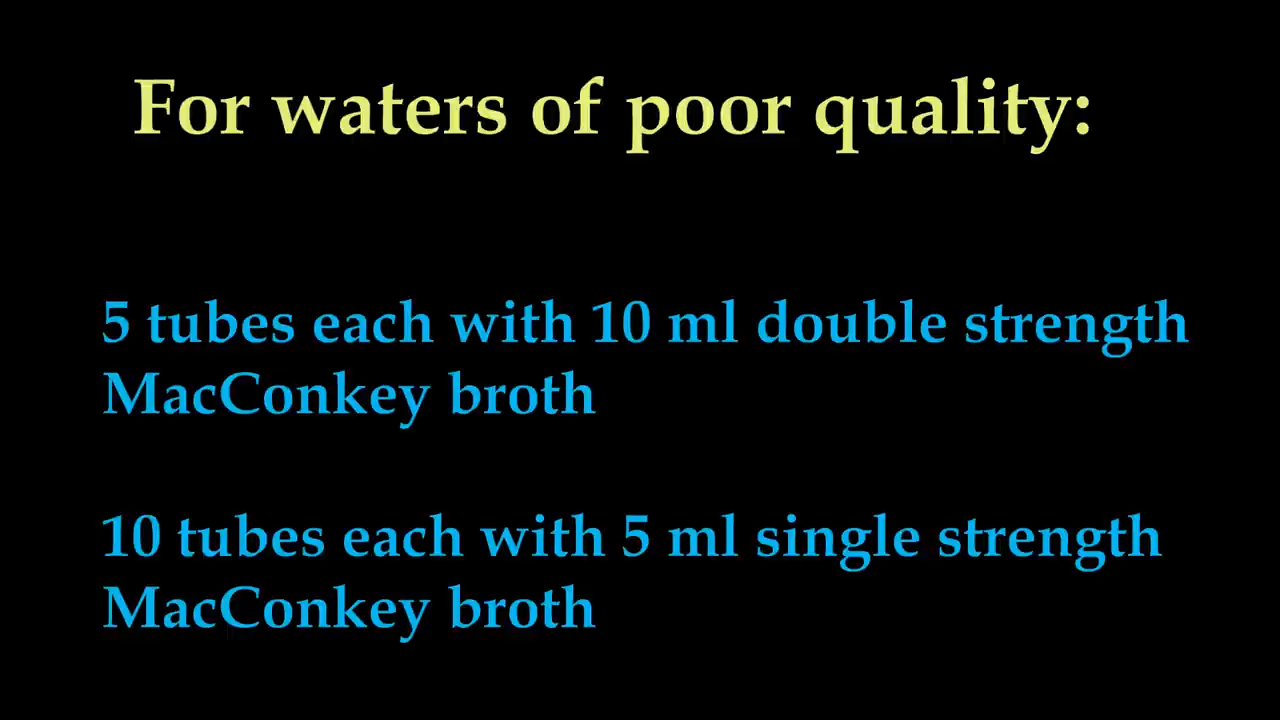 For waters of poor quality:
5 tubes each with 10 ml double strength
MacConkey broth
10 tubes each with 5 ml single strength
MacConkey broth